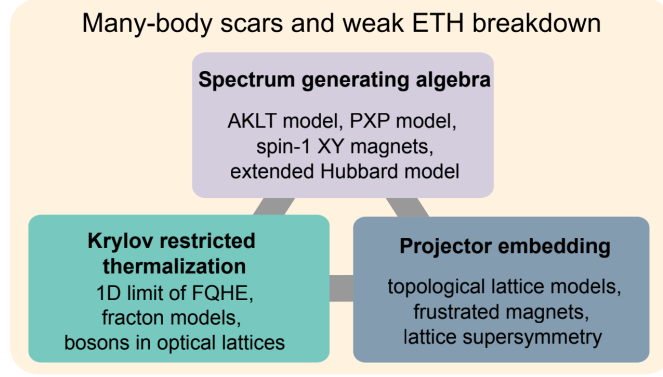 Many-body scars and weak ETH breakdown
Spectrum generating algebra
AKLT model, PXP model,
spin-1 XY magnets,
extended Hubbard model
Krylov restricted
thermalization
1D limit of FQHE,
fracton models,
bosons in optical lattices
Projector embedding
topological lattice models,
frustrated magnets,
lattice supersymmetry